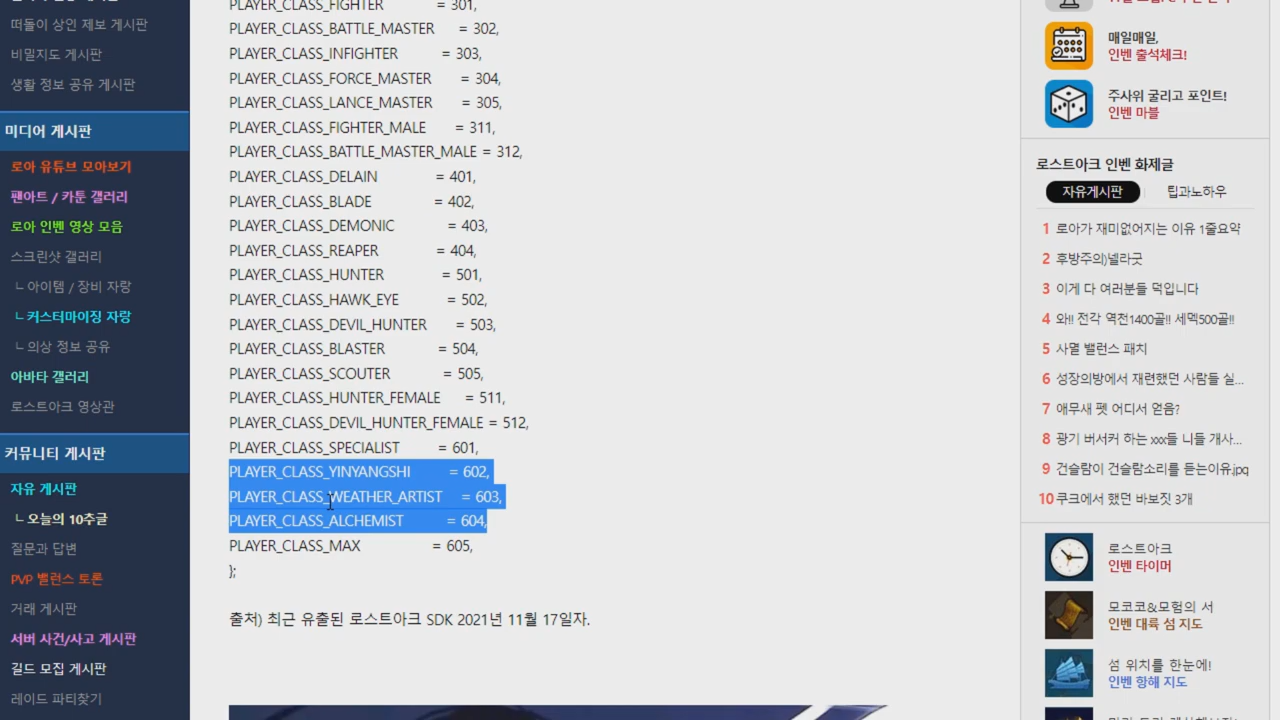 떠돌이 상인 제보 게시판
비밀지도 게시판
생활 정보 공유 게시판
미디어 게시판
로아 유튜브 모아보기
팬아트 / 카툰 갤러리
로아 인벤 영상 모음
스크린샷 갤러리
ㄴ아이템 / 장비 자랑
ㄴ커스터마이징 자랑
ㄴ의상 정보 공유
아바타 갤러리
로스트아크 영상관
커뮤니티 게시판
자유 게시판
ㄴ오늘의 10추글
질문과 답변
PVP 밸런스 토론
거래 게시판
서버 사건/사고 게시판
길드 모집 게시판
레이드 파티찾기
PLAYER_CLASS_FIGHTER = 301,
PLAYER_CLASS_BATTLE_MASTER = 302,
PLAYER_CLASS_INFIGHTER = 303,
PLAYER_CLASS_FORCE_MASTER = 304,
PLAYER_CLASS_LANCE_MASTER = 305,
PLAYER_CLASS_FIGHTER_MALE = 311,
PLAYER_CLASS_BATTLE_MASTER_MALE = 312,
PLAYER_CLASS_DELAIN = 401,
PLAYER_CLASS_BLADE = 402,
PLAYER_CLASS_DEMONIC = 403,
PLAYER_CLASS_REAPER = 404,
PLAYER_CLASS_HUNTER = 501,
PLAYER_CLASS_HAWK_EYE = 502,
PLAYER_CLASS_DEVIL_HUNTER = 503,
PLAYER_CLASS_BLASTER = 504,
PLAYER_CLASS_SCOUTER = 505,
PLAYER_CLASS_HUNTER_FEMALE = 511,
PLAYER_CLASS_DEVIL_HUNTER_FEMALE = 512,
PLAYER_CLASS_SPECIALIST = 601,
PLAYER_CLASS_YINYANGSHI = 602,
PLAYER_CLASS_WEATHER_ARTIST = 603,
PLAYER_CLASS_ALCHEMIST = 604,
PLAYER_CLASS_MAX = 605,
};
출처) 최근 유출된 로스트아크 SDK 2021년 11월 17일자.
매일매일,
인벤 출석체크!
주사위 굴리고 포인트!
인벤 마블
로스트아크 인벤 화제글
자유게시판 팁과노하우
1 로아가 재미없어지는 이유 1줄요약
2 후방주의)넬라굿
3 이게 다 여러분들 덕입니다
4 와!! 전각 역전1400골!! 세멕500골!!
5 사멸 밸런스 패치
6 성장의방에서 재련했던 사람들 실...
7 애무새 펫 어디서 얻음?
8 광기 버서커 하는 xxx들 니들 개사...
9 건슬람이 건슬람소리를 듣는이유.jpg
10 쿠크에서 했던 바보짓 3개
로스트아크
인벤 타이머
모코코&모험의 서
인벤 대륙 섬 지도
섬 위치를 한눈에!
인벤 항해 지도